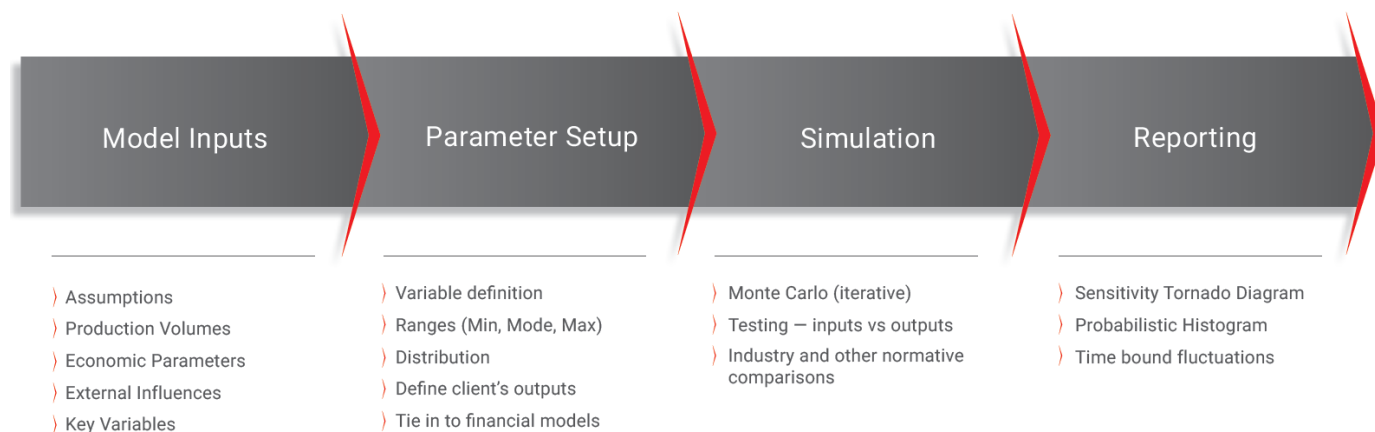 Model Inputs
Parameter Setup
Simulation
Reporting
Assumptions
Production Volumes
Economic Parameters
External Influences
Key Variables
Variable definition
Ranges (Min, Mode, Max)
Distribution
Define client's outputs
Tie in to financial models
Monte Carlo (iterative)
Testing — inputs vs outputs
Industry and other normative
comparisons
Sensitivity Tornado Diagram
Probabilistic Histogram
Time bound fluctuations